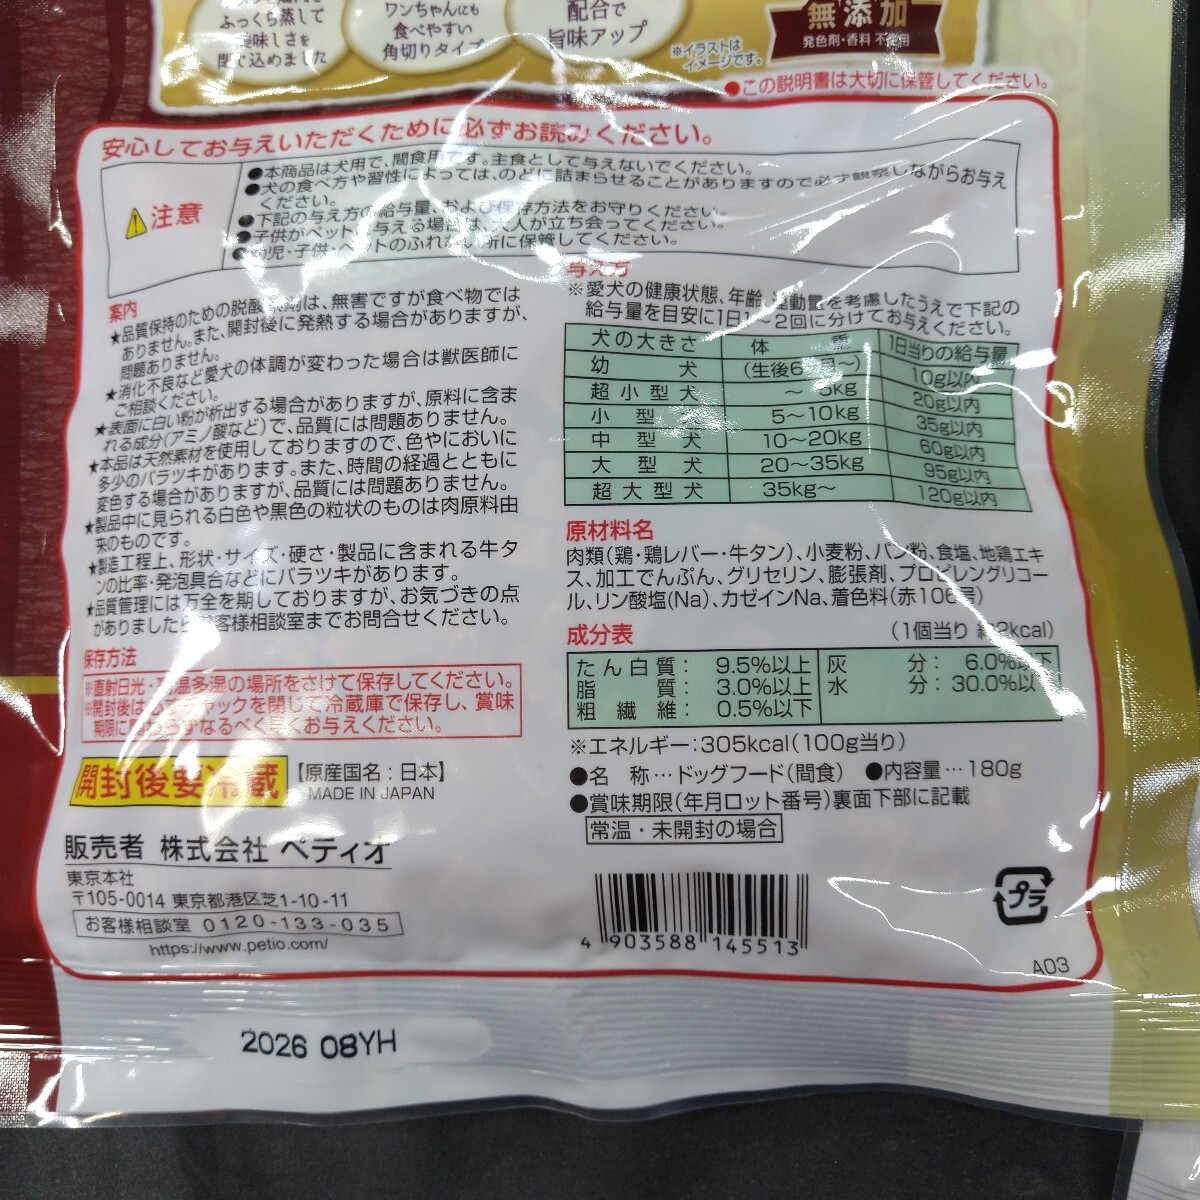 ふっくら蒸して
美味しさを
閉じ込めました
ワンちゃんにも
食べやすい
角切りタイプ
配合で
旨味アップ
※イラストは
イメージです。
無添加
発色剤・香料 不使用
●この説明書は大切に保管してください。
安心してお与えいただくために必ずお読みください。
注意
●本商品は犬用で、間食用です。主食として与えないでください。
●犬の食べ方や習性によっては、のどに詰まらせることがありますので必ず観察しながらお与え
ください。
●下記の与え方の給与量、および保存方法をお守りください。
●子供がペットに与える場合は、大人が立ち会ってください。
●幼児・子供・ペットのふれない所に保管してください。
案内
★品質保持のための脱酸素剤は、無害ですが食べ物では
ありません。また、開封後に発熱する場合がありますが、
問題ありません。
★消化不良など愛犬の体調が変わった場合は獣医師に
ご相談ください。
★表面に白い粉が析出する場合がありますが、原料に含ま
れる成分(アミノ酸など)で、品質には問題ありません。
★本品は天然素材を使用しておりますので、色やにおいに
多少のバラツキがあります。また、時間の経過とともに
変色する場合がありますが、品質には問題ありません。
★製品中に見られる白色や黒色の粒状のものは肉原料由
来のものです。
★製造工程上、形状・サイズ・硬さ・製品に含まれる牛タ
ンの比率・発泡具合などにバラツキがあります。
★品質管理には万全を期しておりますが、お気づきの点
がありましたらお客様相談室までお問合せください。
保存方法
※直射日光・高温多湿の場所をさけて保存してください。
※開封後は必ずチャックを閉じて冷蔵庫で保存し、賞味
期限に関わらずなるべく早くお与えください。
開封後要冷蔵
【原産国名:日本】
MADE IN JAPAN
販売者 株式会社 ペティオ
東京本社
〒105-0014 東京都港区芝1-10-11
お客様相談室 0120-133-035
https://www.petio.com/
与え方
※愛犬の健康状態、年齢、運動量を考慮したうえで下記の
給与量を目安に1日1〜2回に分けてお与えください。
犬の大きさ 体 重 1日当りの給与量
幼 犬 (生後6ヶ月〜) 10g以内
超小型犬 〜5kg 20g以内
小型犬 5〜10kg 35g以内
中型犬 10〜20kg 60g以内
大型犬 20〜35kg 95g以内
超大型犬 35kg〜 120g以内
原材料名
肉類(鶏・鶏レバー・牛タン)、小麦粉、パン粉、食塩、地鶏エキ
ス、加工でんぷん、グリセリン、膨張剤、プロピレングリコー
ル、リン酸塩(Na)、カゼインNa、着色料(赤106号)
成分表 (1個当り 約2kcal)
たん白質: 9.5%以上 灰 分: 6.0%以下
脂 質: 3.0%以上 水 分: 30.0%以下
粗 繊 維: 0.5%以下
※エネルギー:305kcal(100g当り)
●名 称…ドッグフード(間食) ●内容量…180g
●賞味期限(年月ロット番号)裏面下部に記載
常温・未開封の場合
4 903588 145513
プラ
A03
2026 08YH